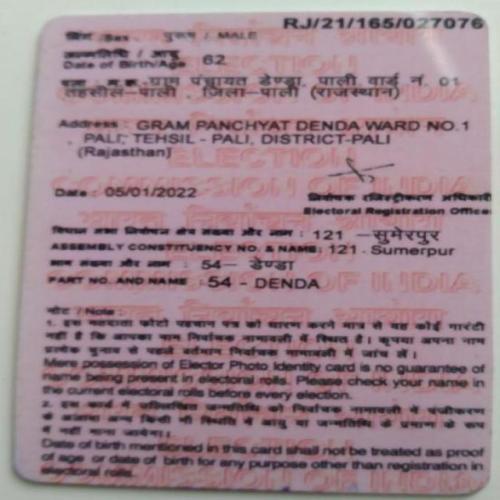 RJ/21/165/027076
लिंग / Sex : पुरूष / MALE
जन्मतिथि / आयु
Date of Birth/Age : 62
पता : म.क. ग्राम पंचायत डेण्डा, पाली वार्ड नं. 01
तहसील-पाली , जिला-पाली (राजस्थान)
Address : GRAM PANCHYAT DENDA WARD NO.1
, PALI, TEHSIL - PALI, DISTRICT-PALI
(Rajasthan)
Date : 05/01/2022
निर्वाचक रजिस्ट्रीकरण अधिकारी
Electoral Registration Officer
विधान सभा निर्वाचन क्षेत्र संख्या और नाम : 121 -सुमेरपुर
ASSEMBLY CONSTITUENCY NO. & NAME : 121 - Sumerpur
भाग संख्या और नाम : 54- डेण्डा
PART NO. AND NAME : 54 - DENDA
नोट / Note :
1. इस मतदाता फोटो पहचान पत्र को धारण करने मात्र से यह कोई गारंटी
नहीं है कि आपका नाम निर्वाचक नामावली में स्थित है। कृपया अपना नाम
प्रत्येक चुनाव से पहले वर्तमान निर्वाचक नामावली में जांच लें।
Mere possession of Elector Photo Identity card is no guarantee of
name being present in electoral rolls. Please check your name in
the current electoral rolls before every election.
2. इस कार्ड में उल्लिखित जन्मतिथि को निर्वाचक नामावली में पंजीकरण
के अलावा अन्य किसी भी स्थिति में आयु या जन्मतिथि के प्रमाण के रूप
में नहीं माना जायेगा।
Date of birth mentioned in this card shall not be treated as proof
of age or date of birth for any purpose other than registration in
electoral rolls.